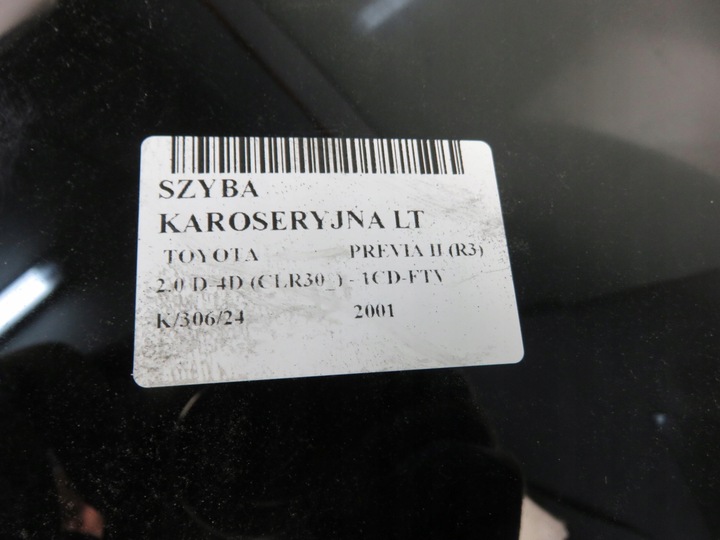 SZYBA
KAROSERYJNA LT
TOYOTA PREVIA II (R3)
2.0 D-4D (CLR30_) - 1CD-FTV
K/306/24 2001